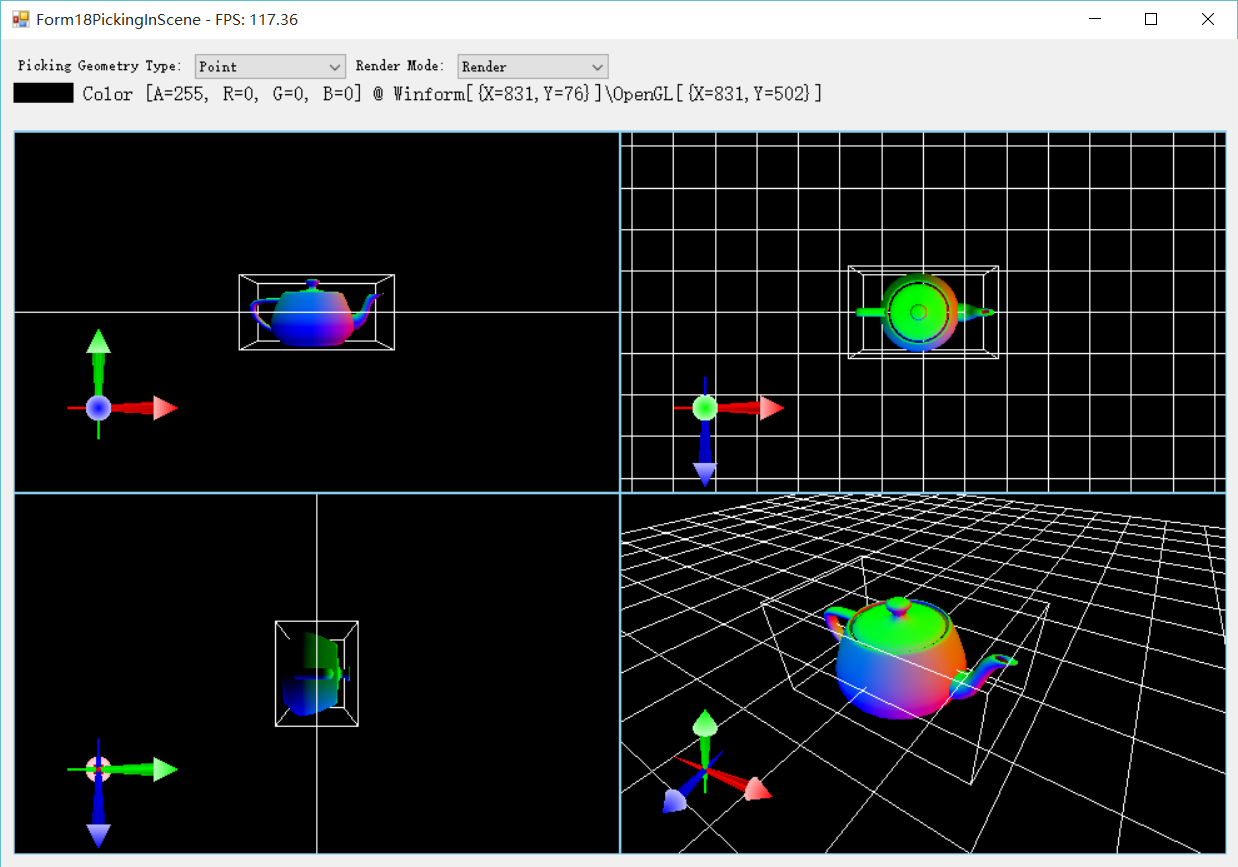 Form18PickingInScene - FPS: 117.36
Picking Geometry Type: Point Render Mode: Render
Color [A=255, R=0, G=0, B=0] @ Winform[{X=831,Y=76}]\OpenGL[{X=831,Y=502}]